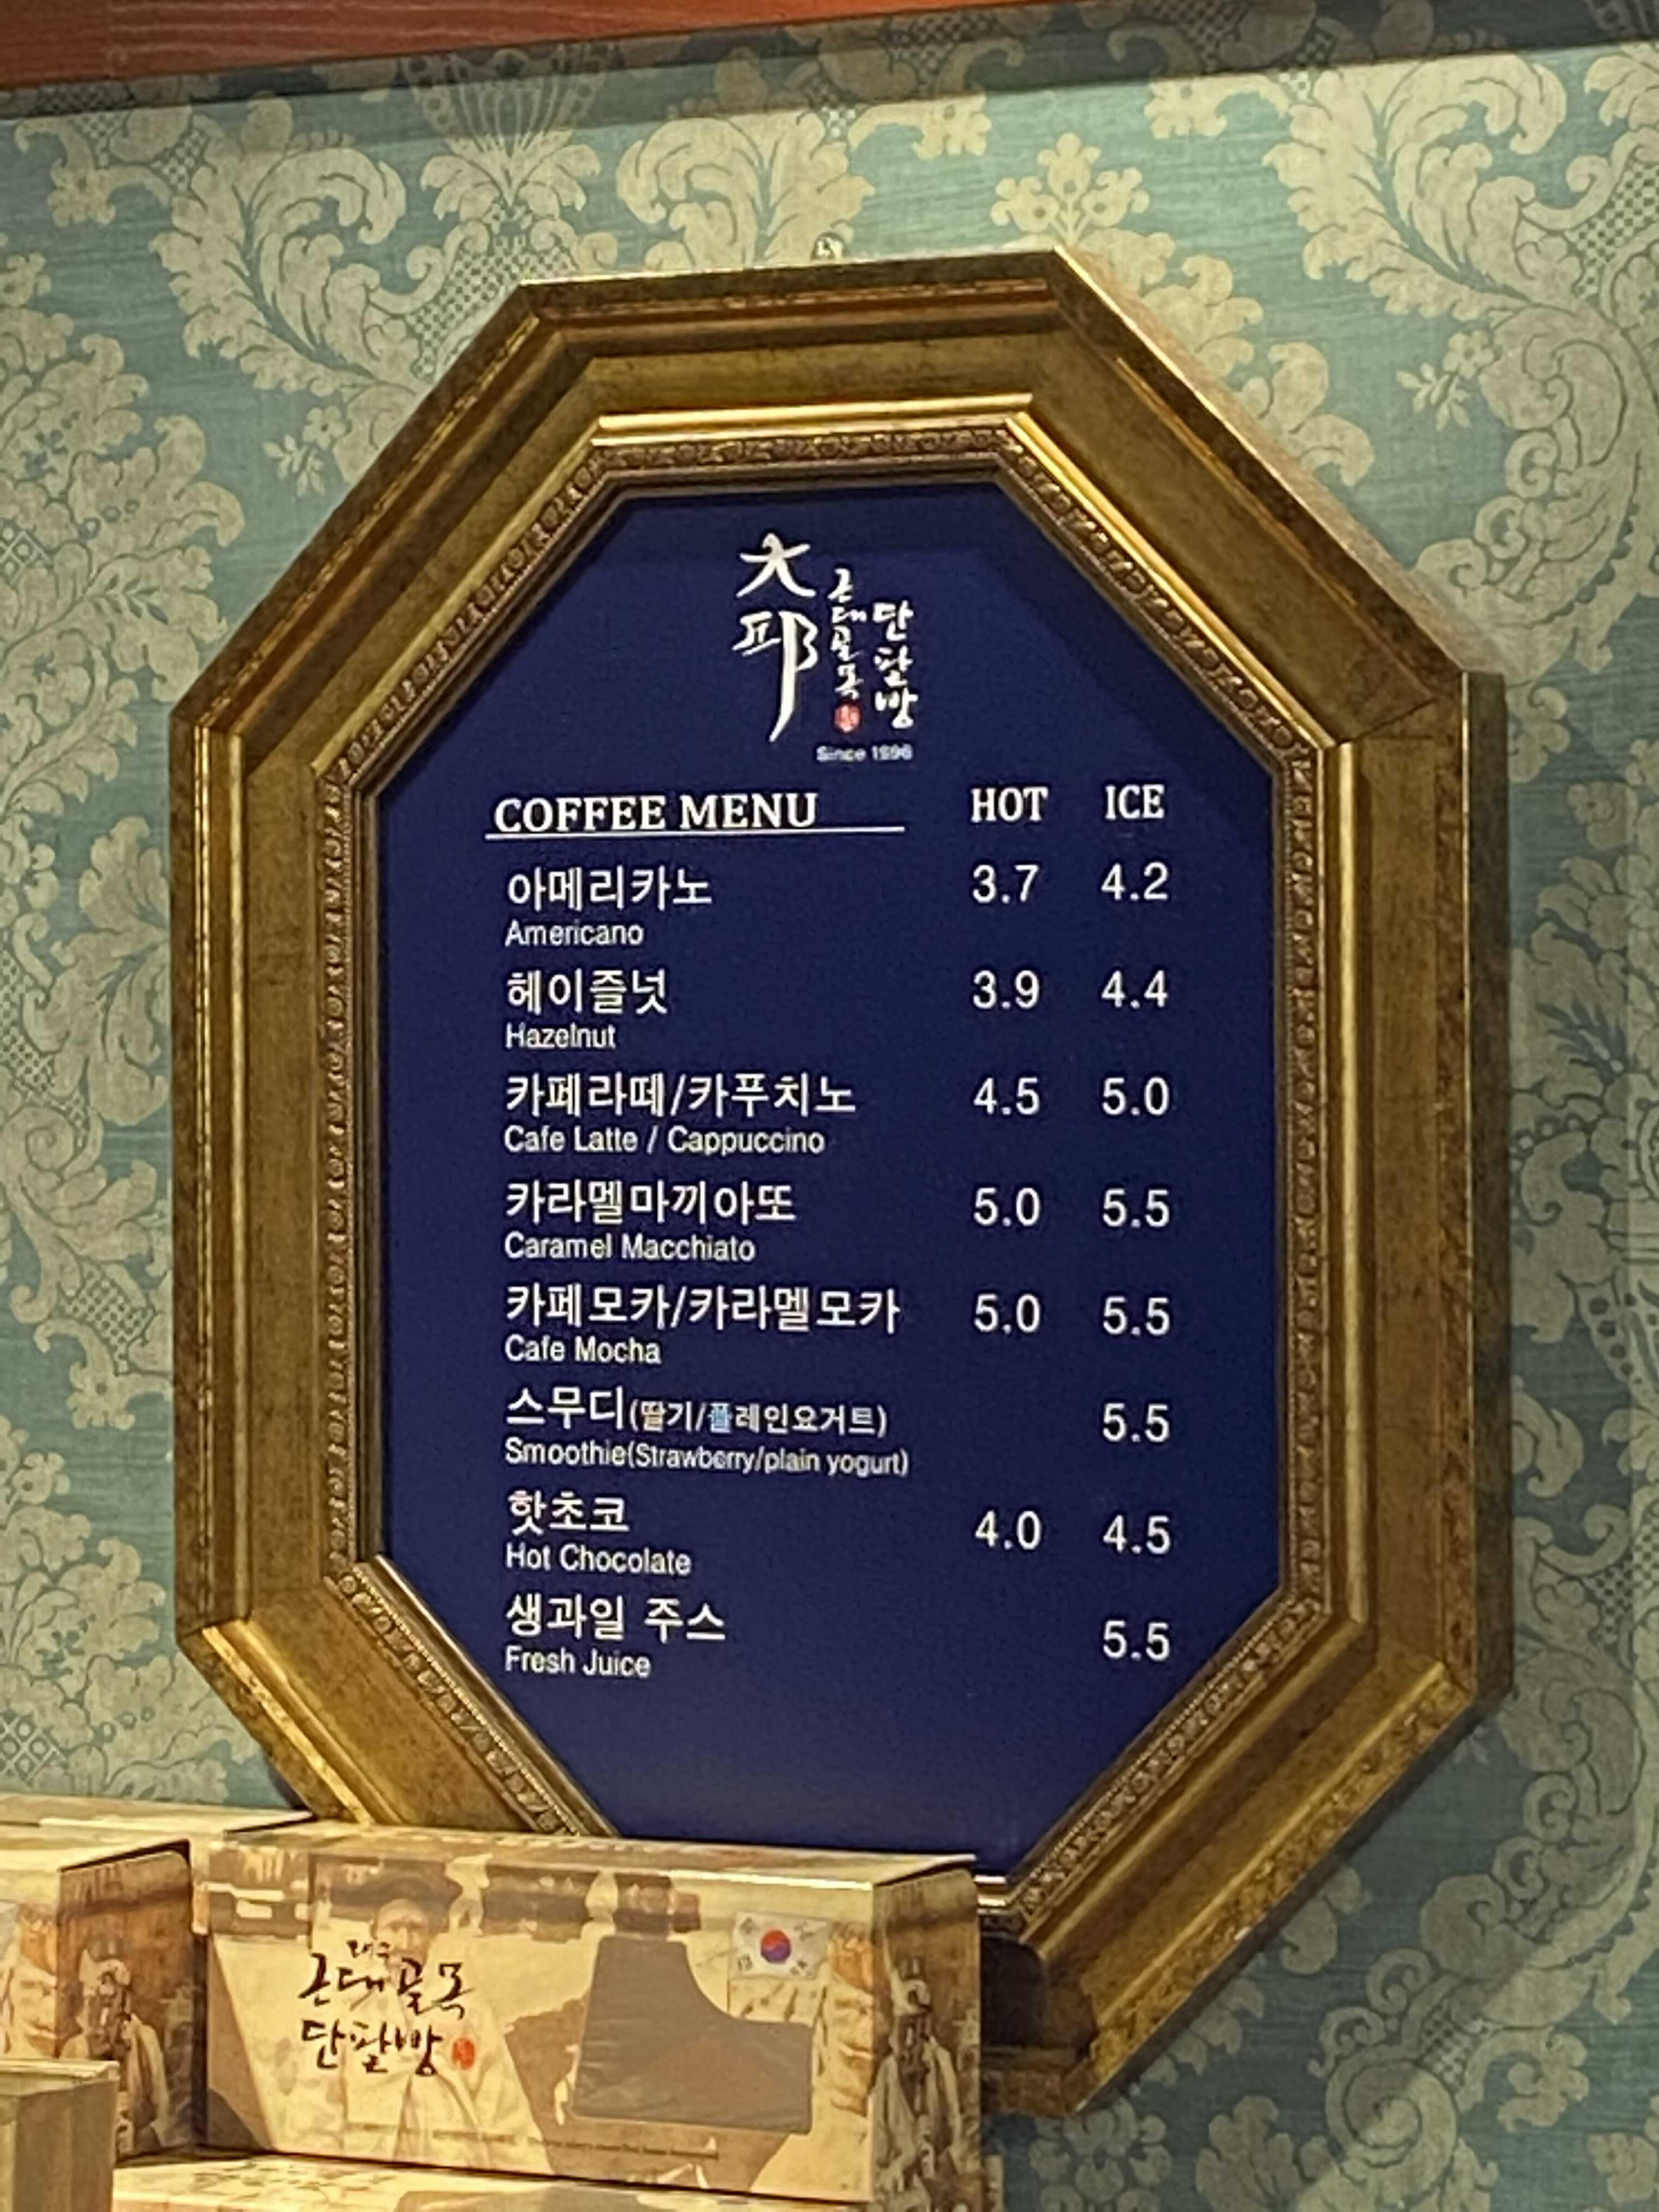 大邱
근대골목
단팥빵
Since 1996
COFFEE MENU HOT ICE
아메리카노 3.7 4.2
Americano
헤이즐넛 3.9 4.4
Hazelnut
카페라떼/카푸치노 4.5 5.0
Cafe Latte / Cappuccino
카라멜마끼아또 5.0 5.5
Caramel Macchiato
카페모카/카라멜모카 5.0 5.5
Cafe Mocha
스무디(딸기/플레인요거트) 5.5
Smoothie(Strawberry/plain yogurt)
핫초코 4.0 4.5
Hot Chocolate
생과일 주스 5.5
Fresh Juice
대구
근대골목
단팥빵